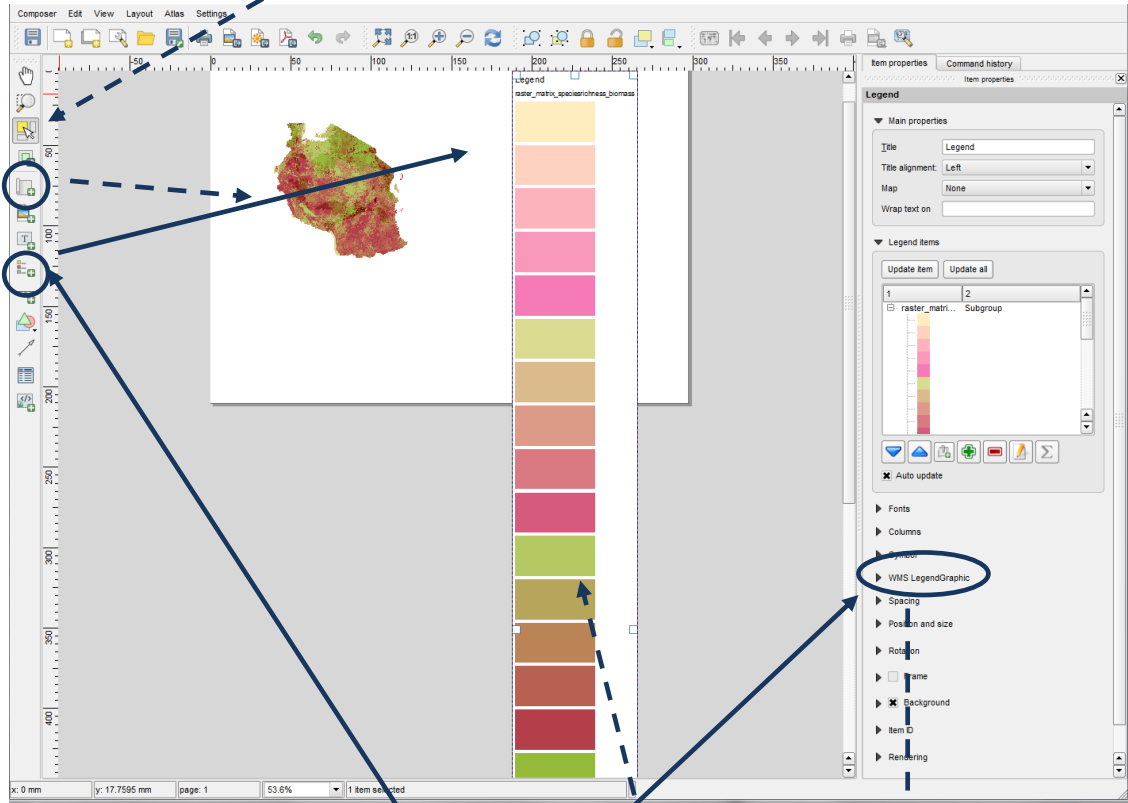 Composer Edit View Layout Atlas Settings
1:1
-50 0 50 100 150 200 250 300 350
50
100
150
200
250
300
350
400
T
Legend
raster_matrix_speciesrichness_biomass
Item properties Command history
Item properties
Legend
Main properties
Title Legend
Title alignment: Left
Map None
Wrap text on
Legend items
Update item Update all
1 2
raster_matri... Subgroup
Σ
Auto update
Fonts
Columns
Symbol
WMS LegendGraphic
Spacing
Position and size
Rotation
Frame
Background
Item ID
Rendering
x: 0 mm y: 17.7595 mm page: 1 53.6% 1 item selected